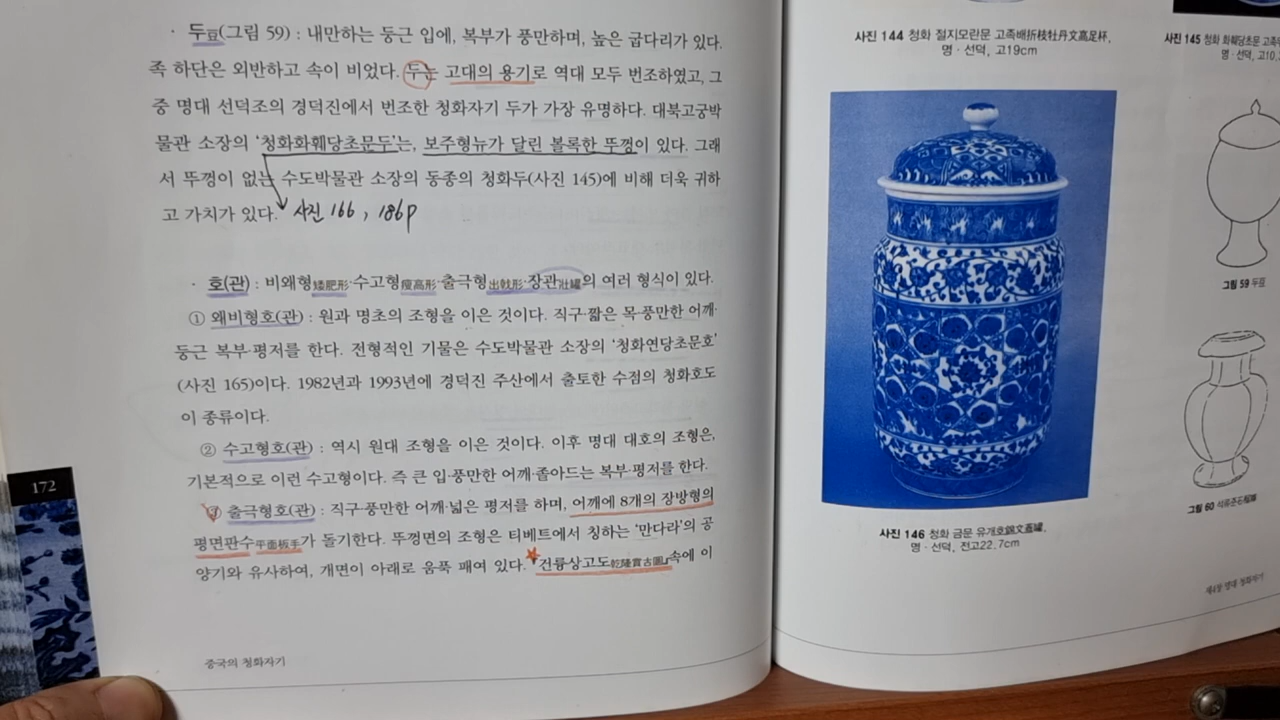 · 두豆(그림 59) : 내만하는 둥근 입에, 복부가 풍만하며, 높은 굽다리가 있다.
족 하단은 외반하고 속이 비었다. 두는 고대의 용기로 역대 모두 번조하였고, 그
중 명대 선덕조의 경덕진에서 번조한 청화자기 두가 가장 유명하다. 대북고궁박
물관 소장의 '청화화훼당초문두'는, 보주형뉴가 달린 볼록한 뚜껑이 있다. 그래
서 뚜껑이 없는 수도박물관 소장의 동종의 청화두(사진 145)에 비해 더욱 귀하
고 가치가 있다. 사진 166, 186P
· 호(관) : 비왜형矮肥形·수고형瘦高形·출극형出戟形·장관壯罐의 여러 형식이 있다.
① 왜비형호(관) : 원과 명초의 조형을 이은 것이다. 직구·짧은 목·풍만한 어깨·
둥근 복부·평저를 한다. 전형적인 기물은 수도박물관 소장의 '청화연당초문호'
(사진 165)이다. 1982년과 1993년에 경덕진 주산에서 출토한 수점의 청화호도
이 종류이다.
② 수고형호(관) : 역시 원대 조형을 이은 것이다. 이후 명대 대호의 조형은,
기본적으로 이런 수고형이다. 즉 큰 입·풍만한 어깨·졸아드는 복부·평저를 한다.
③ 출극형호(관) : 직구·풍만한 어깨·넓은 평저를 하며, 어깨에 8개의 장방형의
평면판수平面板手가 돌기한다. 뚜껑면의 조형은 티베트에서 칭하는 '만다라'의 공
양기와 유사하여, 개면이 아래로 움푹 패여 있다. 『건륭상고도乾隆賞古圖』속에 이
172
중국의 청화자기
사진 144 청화 절지모란문 고족배折枝牡丹文高足杯,
명·선덕, 고19cm
사진 145 청화 화훼당초문 고족
명·선덕, 고10.
그림 59 두豆
그림 60 석류준石榴罇
사진 146 청화 금문 유개호錦文蓋罐,
명·선덕, 전고22.7cm
제4장 명대 청화자기